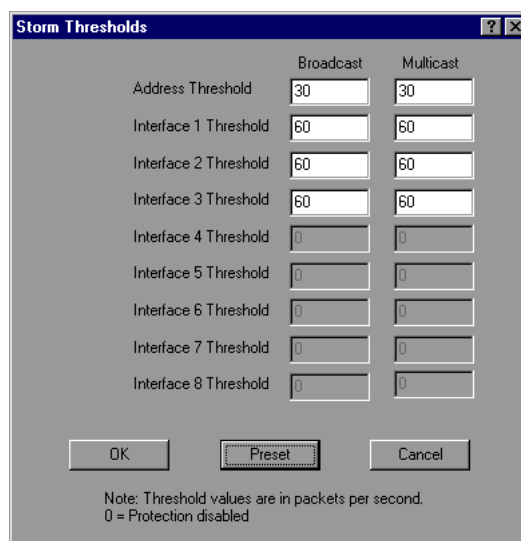 Storm Thresholds
Broadcast Multicast
Address Threshold 30 30
Interface 1 Threshold 60 60
Interface 2 Threshold 60 60
Interface 3 Threshold 60 60
Interface 4 Threshold 0 0
Interface 5 Threshold 0 0
Interface 6 Threshold 0 0
Interface 7 Threshold 0 0
Interface 8 Threshold 0 0
OK Preset Cancel
Note: Threshold values are in packets per second.
0 = Protection disabled